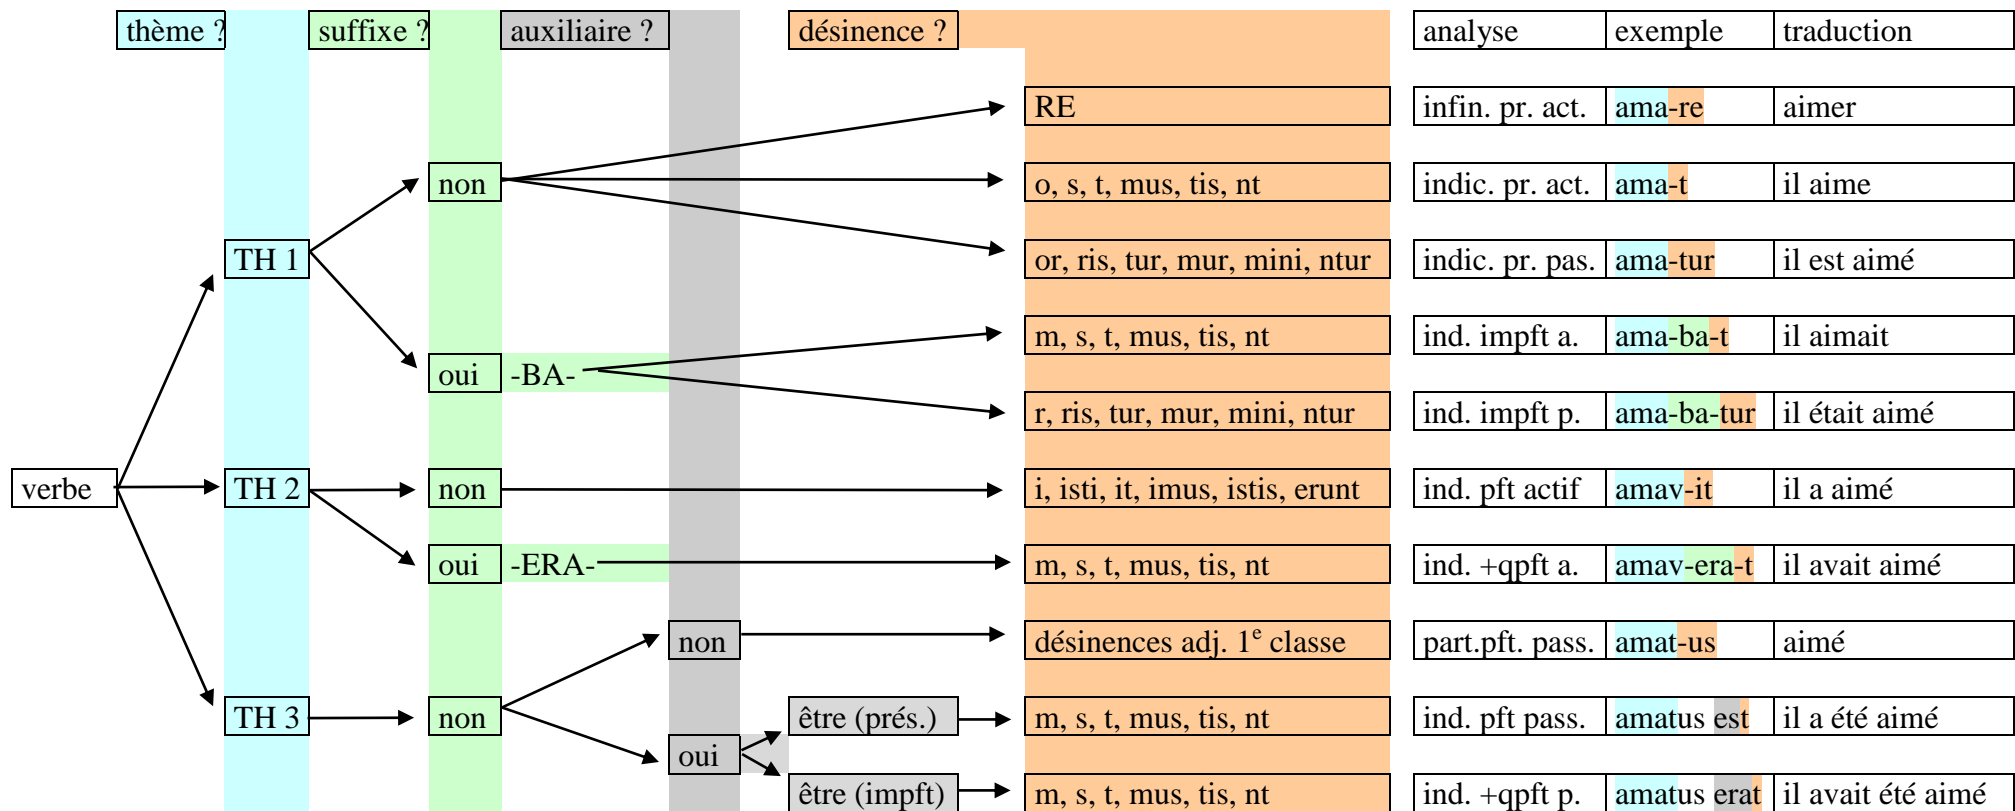 thème ? suffixe ? auxiliaire ? désinence ? analyse exemple traduction
RE infin. pr. act. ama-re aimer
non o, s, t, mus, tis, nt indic. pr. act. ama-t il aime
TH 1 or, ris, tur, mur, mini, ntur indic. pr. pas. ama-tur il est aimé
m, s, t, mus, tis, nt ind. impft a. ama-ba-t il aimait
oui -BA-
r, ris, tur, mur, mini, ntur ind. impft p. ama-ba-tur il était aimé
verbe TH 2 non i, isti, it, imus, istis, erunt ind. pft actif amav-it il a aimé
oui -ERA- m, s, t, mus, tis, nt ind. +qpft a. amav-era-t il avait aimé
non désinences adj. 1e classe part.pft. pass. amat-us aimé
TH 3 non être (prés.) m, s, t, mus, tis, nt ind. pft pass. amatus est il a été aimé
oui
être (impft) m, s, t, mus, tis, nt ind. +qpft p. amatus erat il avait été aimé